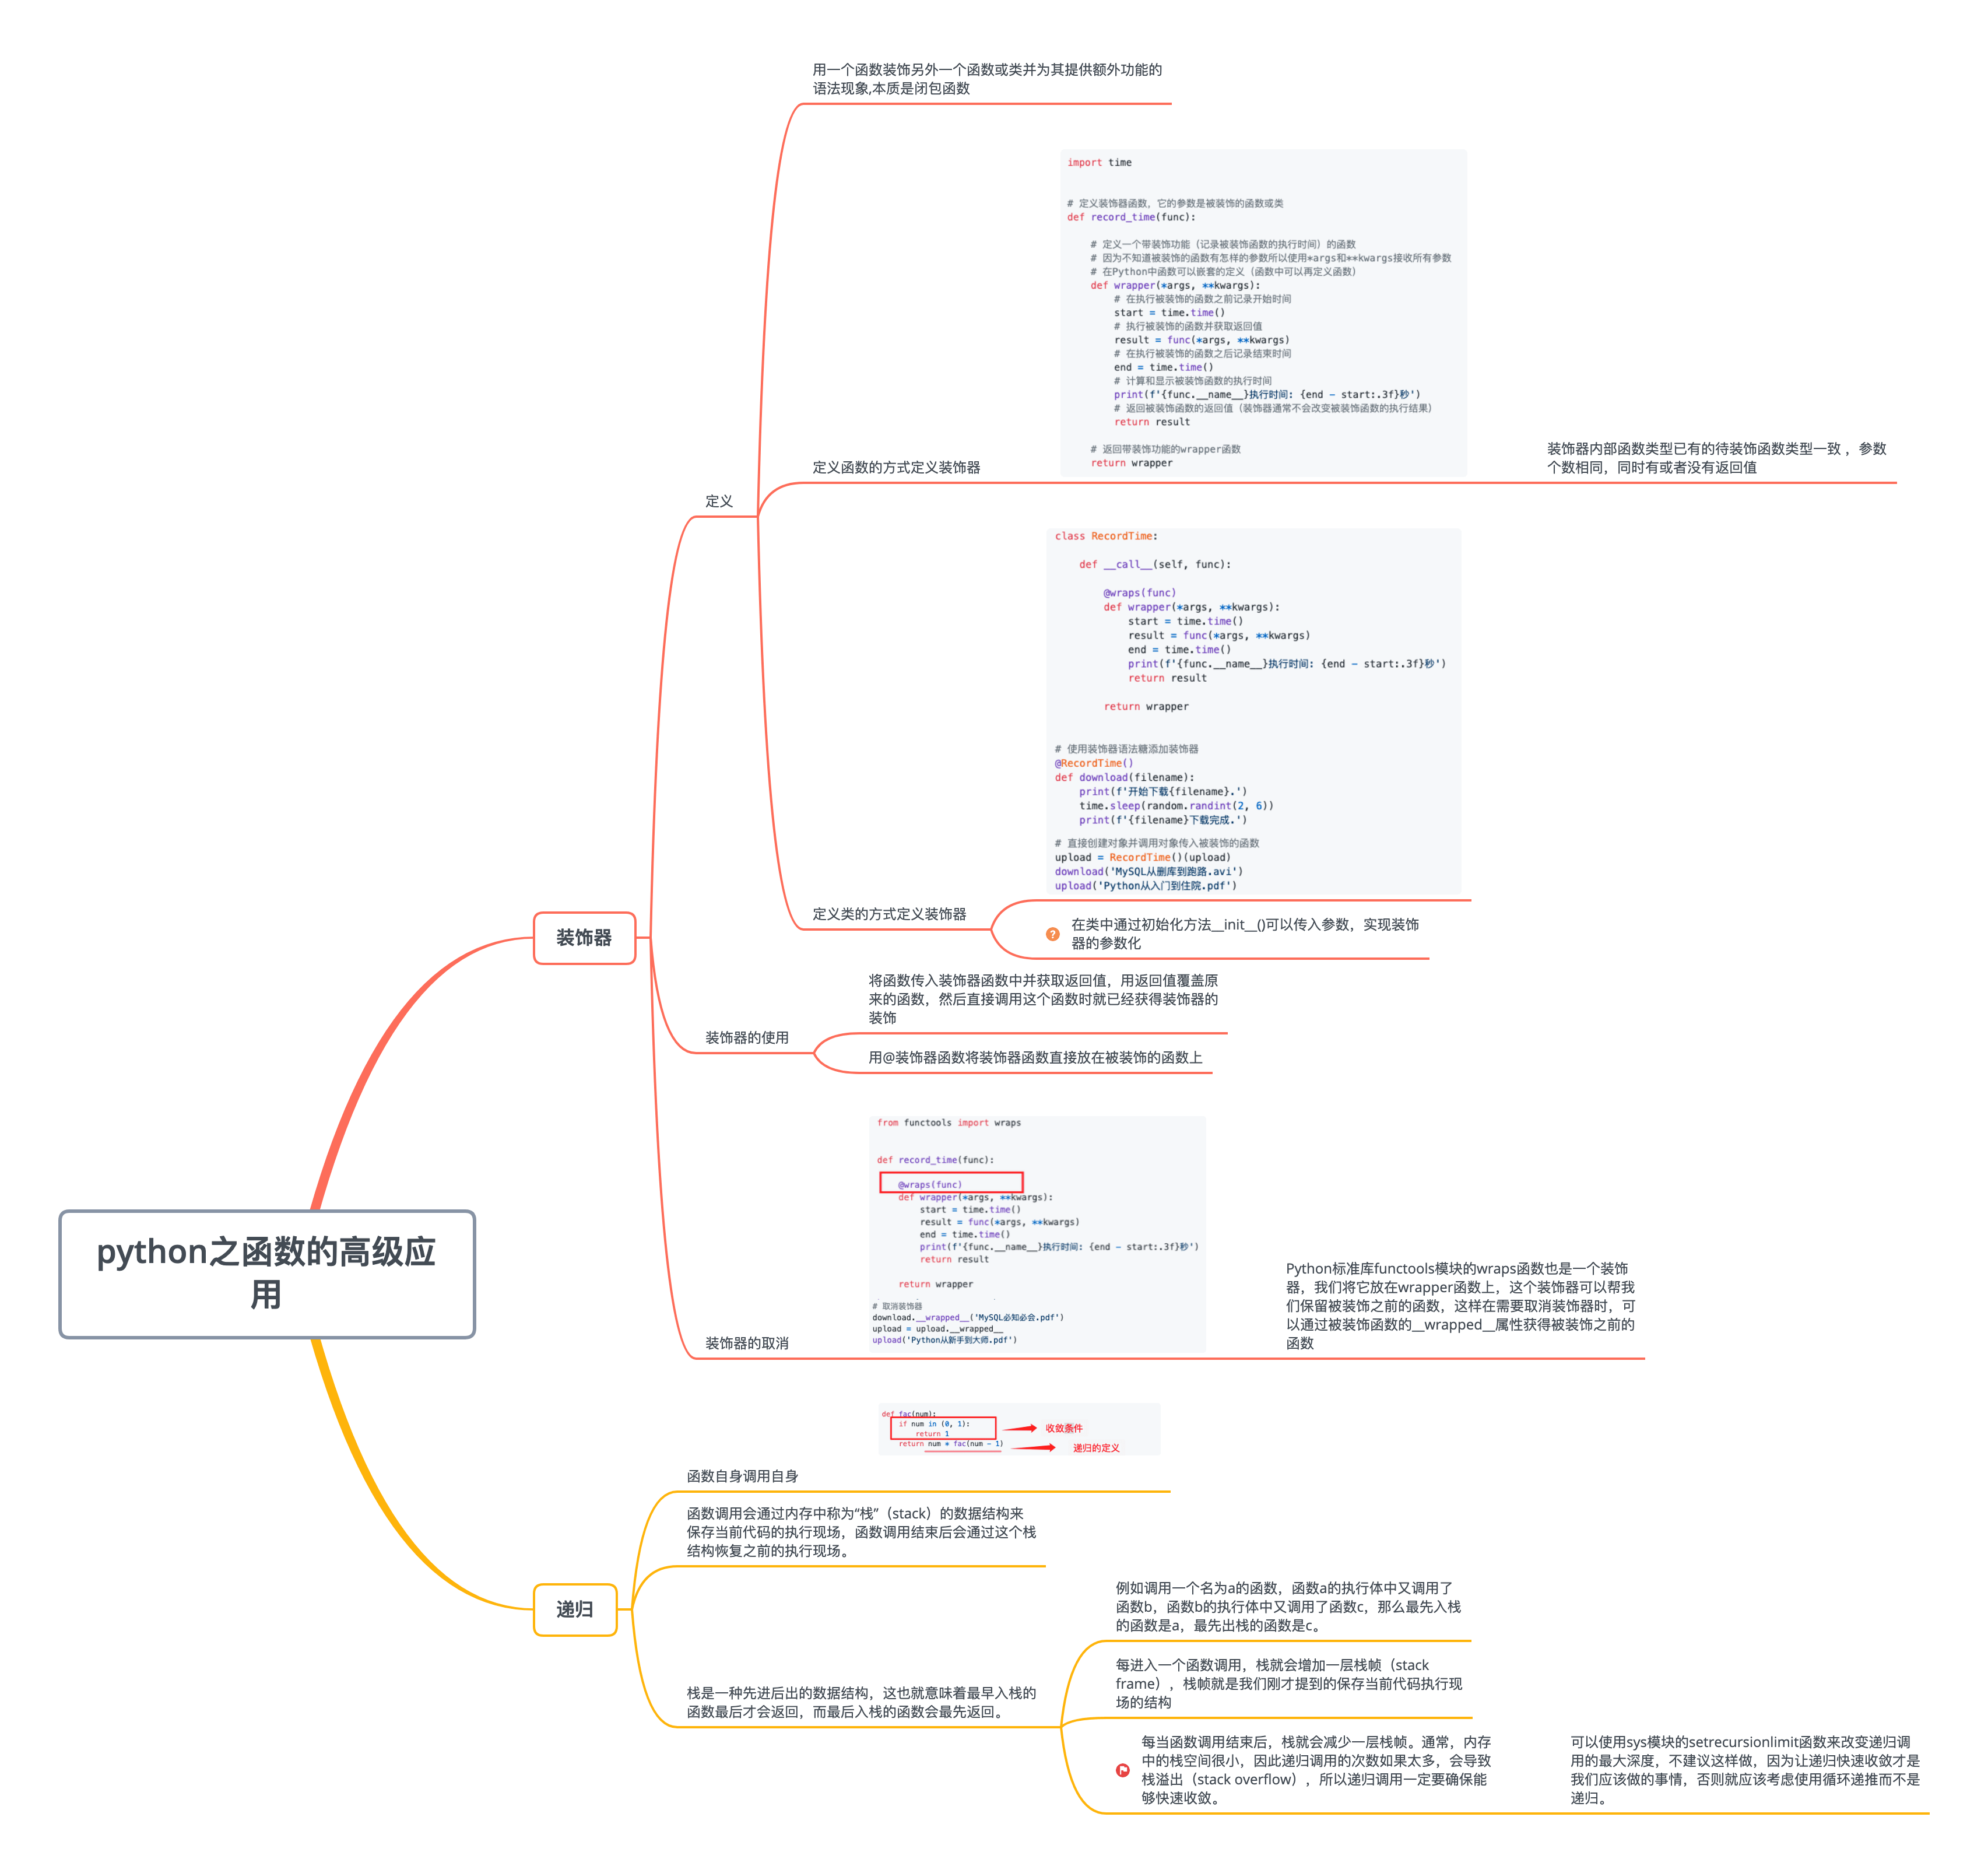 python之函数的高级应
用
装饰器
定义
用一个函数装饰另外一个函数或类并为其提供额外功能的
语法现象,本质是闭包函数
定义函数的方式定义装饰器
import time
# 定义装饰器函数，它的参数是被装饰的函数或类
def record_time(func):
# 定义一个带装饰功能（记录被装饰函数的执行时间）的函数
# 因为不知道被装饰的函数有怎样的参数所以使用*args和**kwargs接收所有参数
# 在Python中函数可以嵌套的定义（函数中可以再定义函数）
def wrapper(*args, **kwargs):
# 在执行被装饰的函数之前记录开始时间
start = time.time()
# 执行被装饰的函数并获取返回值
result = func(*args, **kwargs)
# 在执行被装饰的函数之后记录结束时间
end = time.time()
# 计算和显示被装饰函数的执行时间
print(f'{func.__name__}执行时间: {end - start:.3f}秒')
# 返回被装饰函数的返回值（装饰器通常不会改变被装饰函数的执行结果）
return result
# 返回带装饰功能的wrapper函数
return wrapper
装饰器内部函数类型已有的待装饰函数类型一致 ，参数
个数相同，同时有或者没有返回值
定义类的方式定义装饰器
class RecordTime:
def __call__(self, func):
@wraps(func)
def wrapper(*args, **kwargs):
start = time.time()
result = func(*args, **kwargs)
end = time.time()
print(f'{func.__name__}执行时间: {end - start:.3f}秒')
return result
return wrapper
# 使用装饰器语法糖添加装饰器
@RecordTime()
def download(filename):
print(f'开始下载{filename}.')
time.sleep(random.randint(2, 6))
print(f'{filename}下载完成.')
# 直接创建对象并调用对象传入被装饰的函数
upload = RecordTime()(upload)
download('MySQL从删库到跑路.avi')
upload('Python从入门到住院.pdf')
在类中通过初始化方法__init__()可以传入参数，实现装饰
器的参数化
装饰器的使用
将函数传入装饰器函数中并获取返回值，用返回值覆盖原
来的函数，然后直接调用这个函数时就已经获得装饰器的
装饰
用@装饰器函数将装饰器函数直接放在被装饰的函数上
装饰器的取消
from functools import wraps
def record_time(func):
@wraps(func)
def wrapper(*args, **kwargs):
start = time.time()
result = func(*args, **kwargs)
end = time.time()
print(f'{func.__name__}执行时间: {end - start:.3f}秒')
return result
return wrapper
# 取消装饰器
download.__wrapped__('MySQL必知必会.pdf')
upload = upload.__wrapped__
upload('Python从新手到大师.pdf')
Python标准库functools模块的wraps函数也是一个装饰
器，我们将它放在wrapper函数上，这个装饰器可以帮我
们保留被装饰之前的函数，这样在需要取消装饰器时，可
以通过被装饰函数的__wrapped__属性获得被装饰之前的
函数
递归
函数自身调用自身
def fac(num):
if num in (0, 1):
return 1
return num * fac(num - 1)
收敛条件
递归的定义
函数调用会通过内存中称为“栈”（stack）的数据结构来
保存当前代码的执行现场，函数调用结束后会通过这个栈
结构恢复之前的执行现场。
栈是一种先进后出的数据结构，这也就意味着最早入栈的
函数最后才会返回，而最后入栈的函数会最先返回。
例如调用一个名为a的函数，函数a的执行体中又调用了
函数b，函数b的执行体中又调用了函数c，那么最先入栈
的函数是a，最先出栈的函数是c。
每进入一个函数调用，栈就会增加一层栈帧（stack
frame），栈帧就是我们刚才提到的保存当前代码执行现
场的结构
每当函数调用结束后，栈就会减少一层栈帧。通常，内存
中的栈空间很小，因此递归调用的次数如果太多，会导致
栈溢出（stack overflow），所以递归调用一定要确保能
够快速收敛。
可以使用sys模块的setrecursionlimit函数来改变递归调
用的最大深度，不建议这样做，因为让递归快速收敛才是
我们应该做的事情，否则就应该考虑使用循环递推而不是
递归。